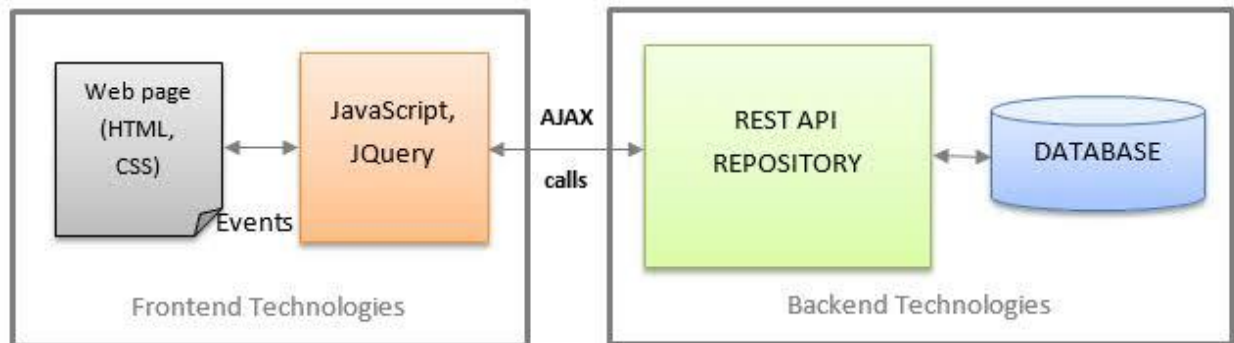 Web page
(HTML,
CSS)
Events
JavaScript,
JQuery
Frontend Technologies
AJAX
calls
REST API
REPOSITORY
DATABASE
Backend Technologies